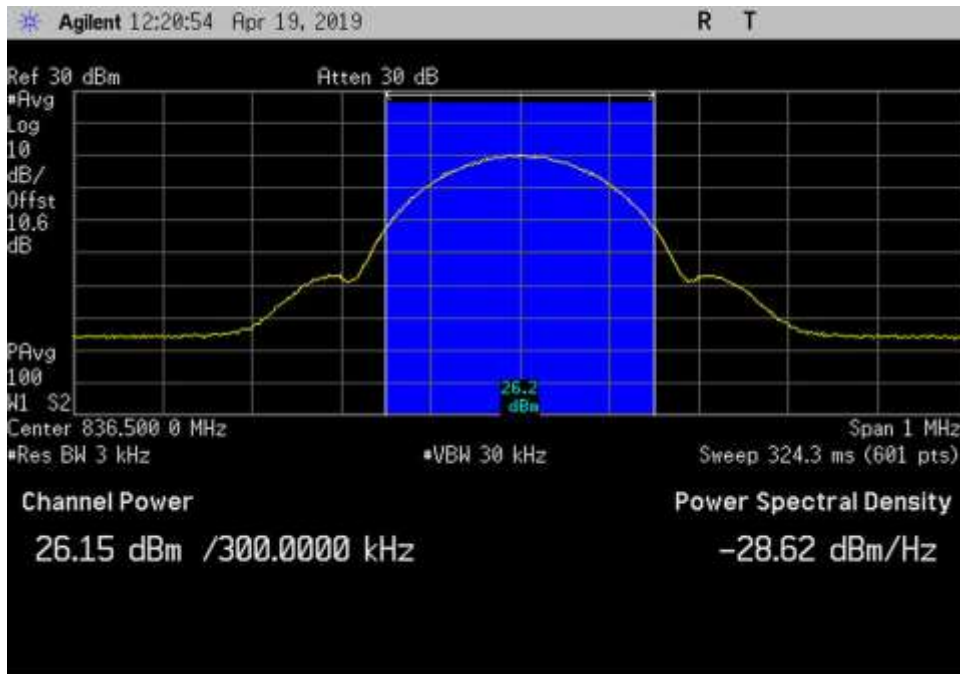 Agilent 12:20:54 Apr 19, 2019 R T
Ref 30 dBm Atten 30 dB
#Avg
Log
10
dB/
Offst
10.6
dB
PAvg
100
W1 S2
26.2
dBm
Center 836.500 0 MHz Span 1 MHz
#Res BW 3 kHz #VBW 30 kHz Sweep 324.3 ms (601 pts)
Channel Power Power Spectral Density
26.15 dBm /300.0000 kHz -28.62 dBm/Hz